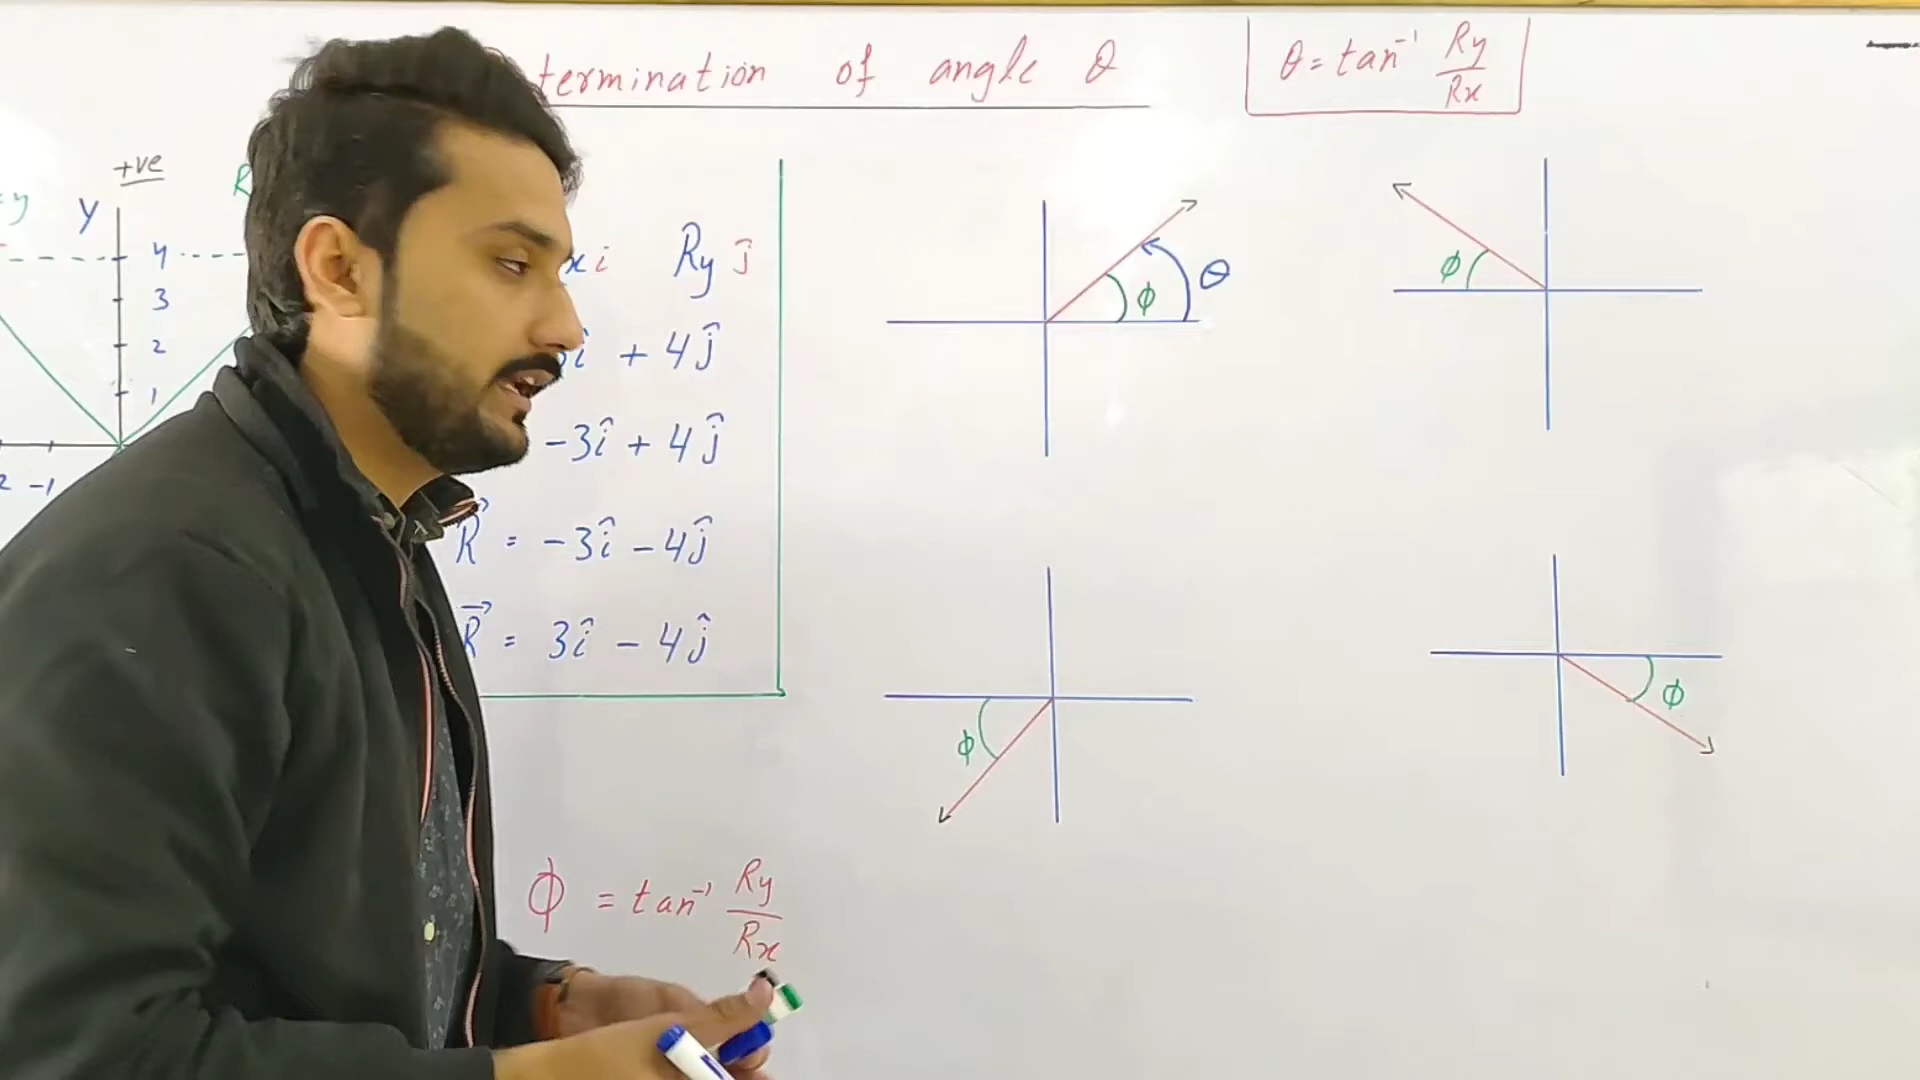 termination of angle θ
θ = tan⁻¹ Ry/Rx
+ve
y
Y
R
4
3
2
1
2 -1
xi Ry ĵ
î + 4ĵ
-3î + 4ĵ
R⃗ = -3î - 4ĵ
R⃗ = 3î - 4ĵ
ϕ θ
ϕ
ϕ
ϕ
ϕ = tan⁻¹ Ry/Rx